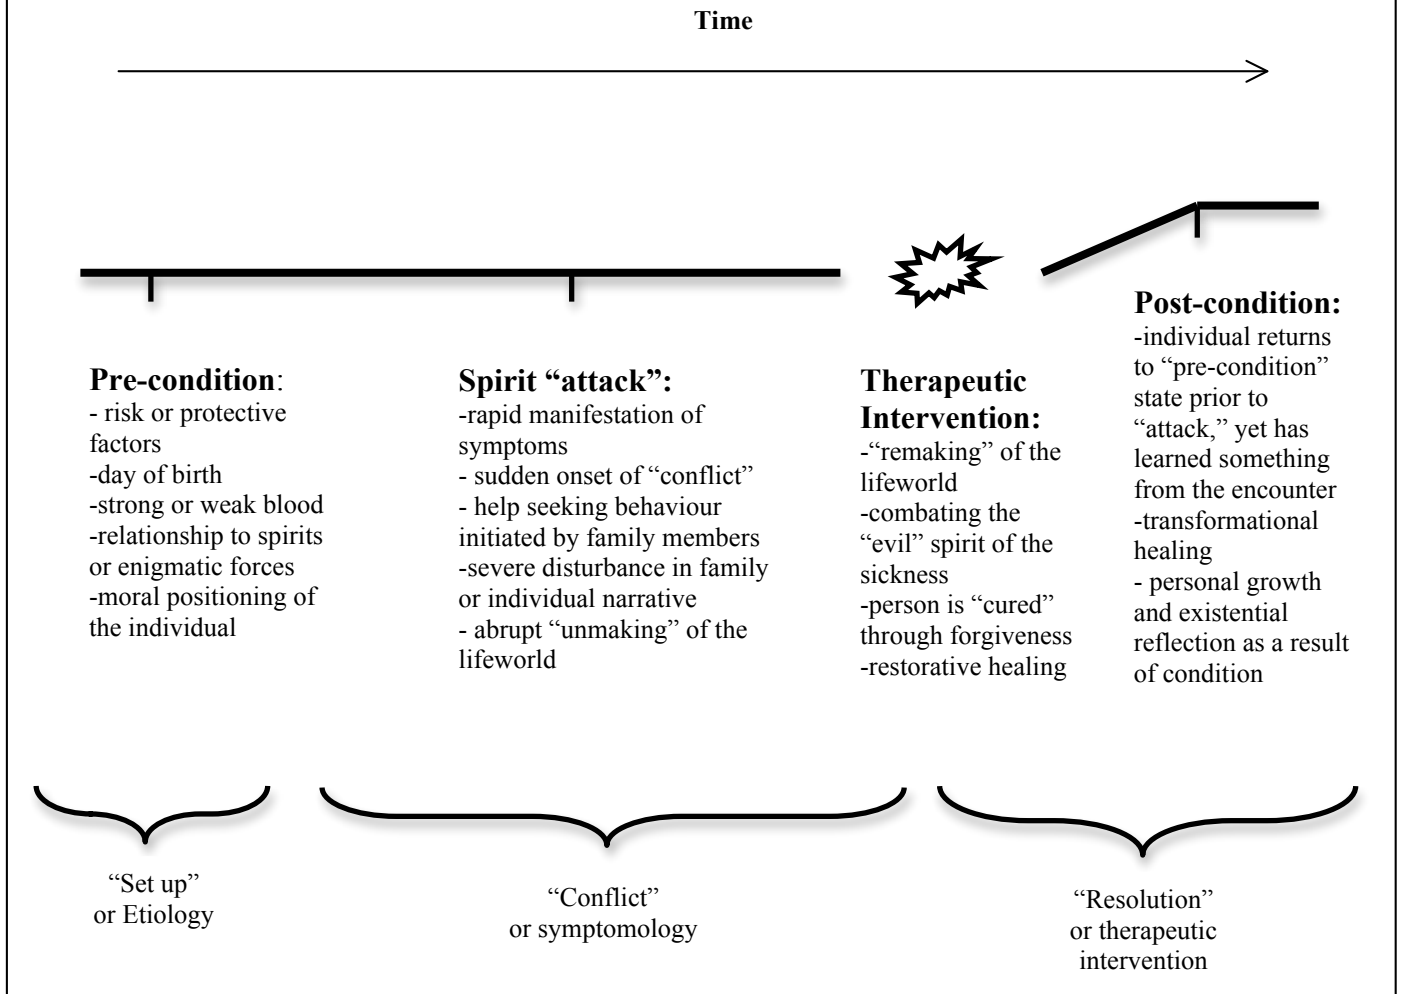 Time
Pre-condition:
- risk or protective
factors
-day of birth
-strong or weak blood
-relationship to spirits
or enigmatic forces
-moral positioning of
the individual
Spirit “attack”:
-rapid manifestation of
symptoms
- sudden onset of “conflict”
- help seeking behaviour
initiated by family members
-severe disturbance in family
or individual narrative
- abrupt “unmaking” of the
lifeworld
Therapeutic
Intervention:
-“remaking” of the
lifeworld
-combating the
“evil” spirit of the
sickness
-person is “cured”
through forgiveness
-restorative healing
Post-condition:
-individual returns
to “pre-condition”
state prior to
“attack,” yet has
learned something
from the encounter
-transformational
healing
- personal growth
and existential
reflection as a result
of condition
“Set up”
or Etiology
“Conflict”
or symptomology
“Resolution”
or therapeutic
intervention